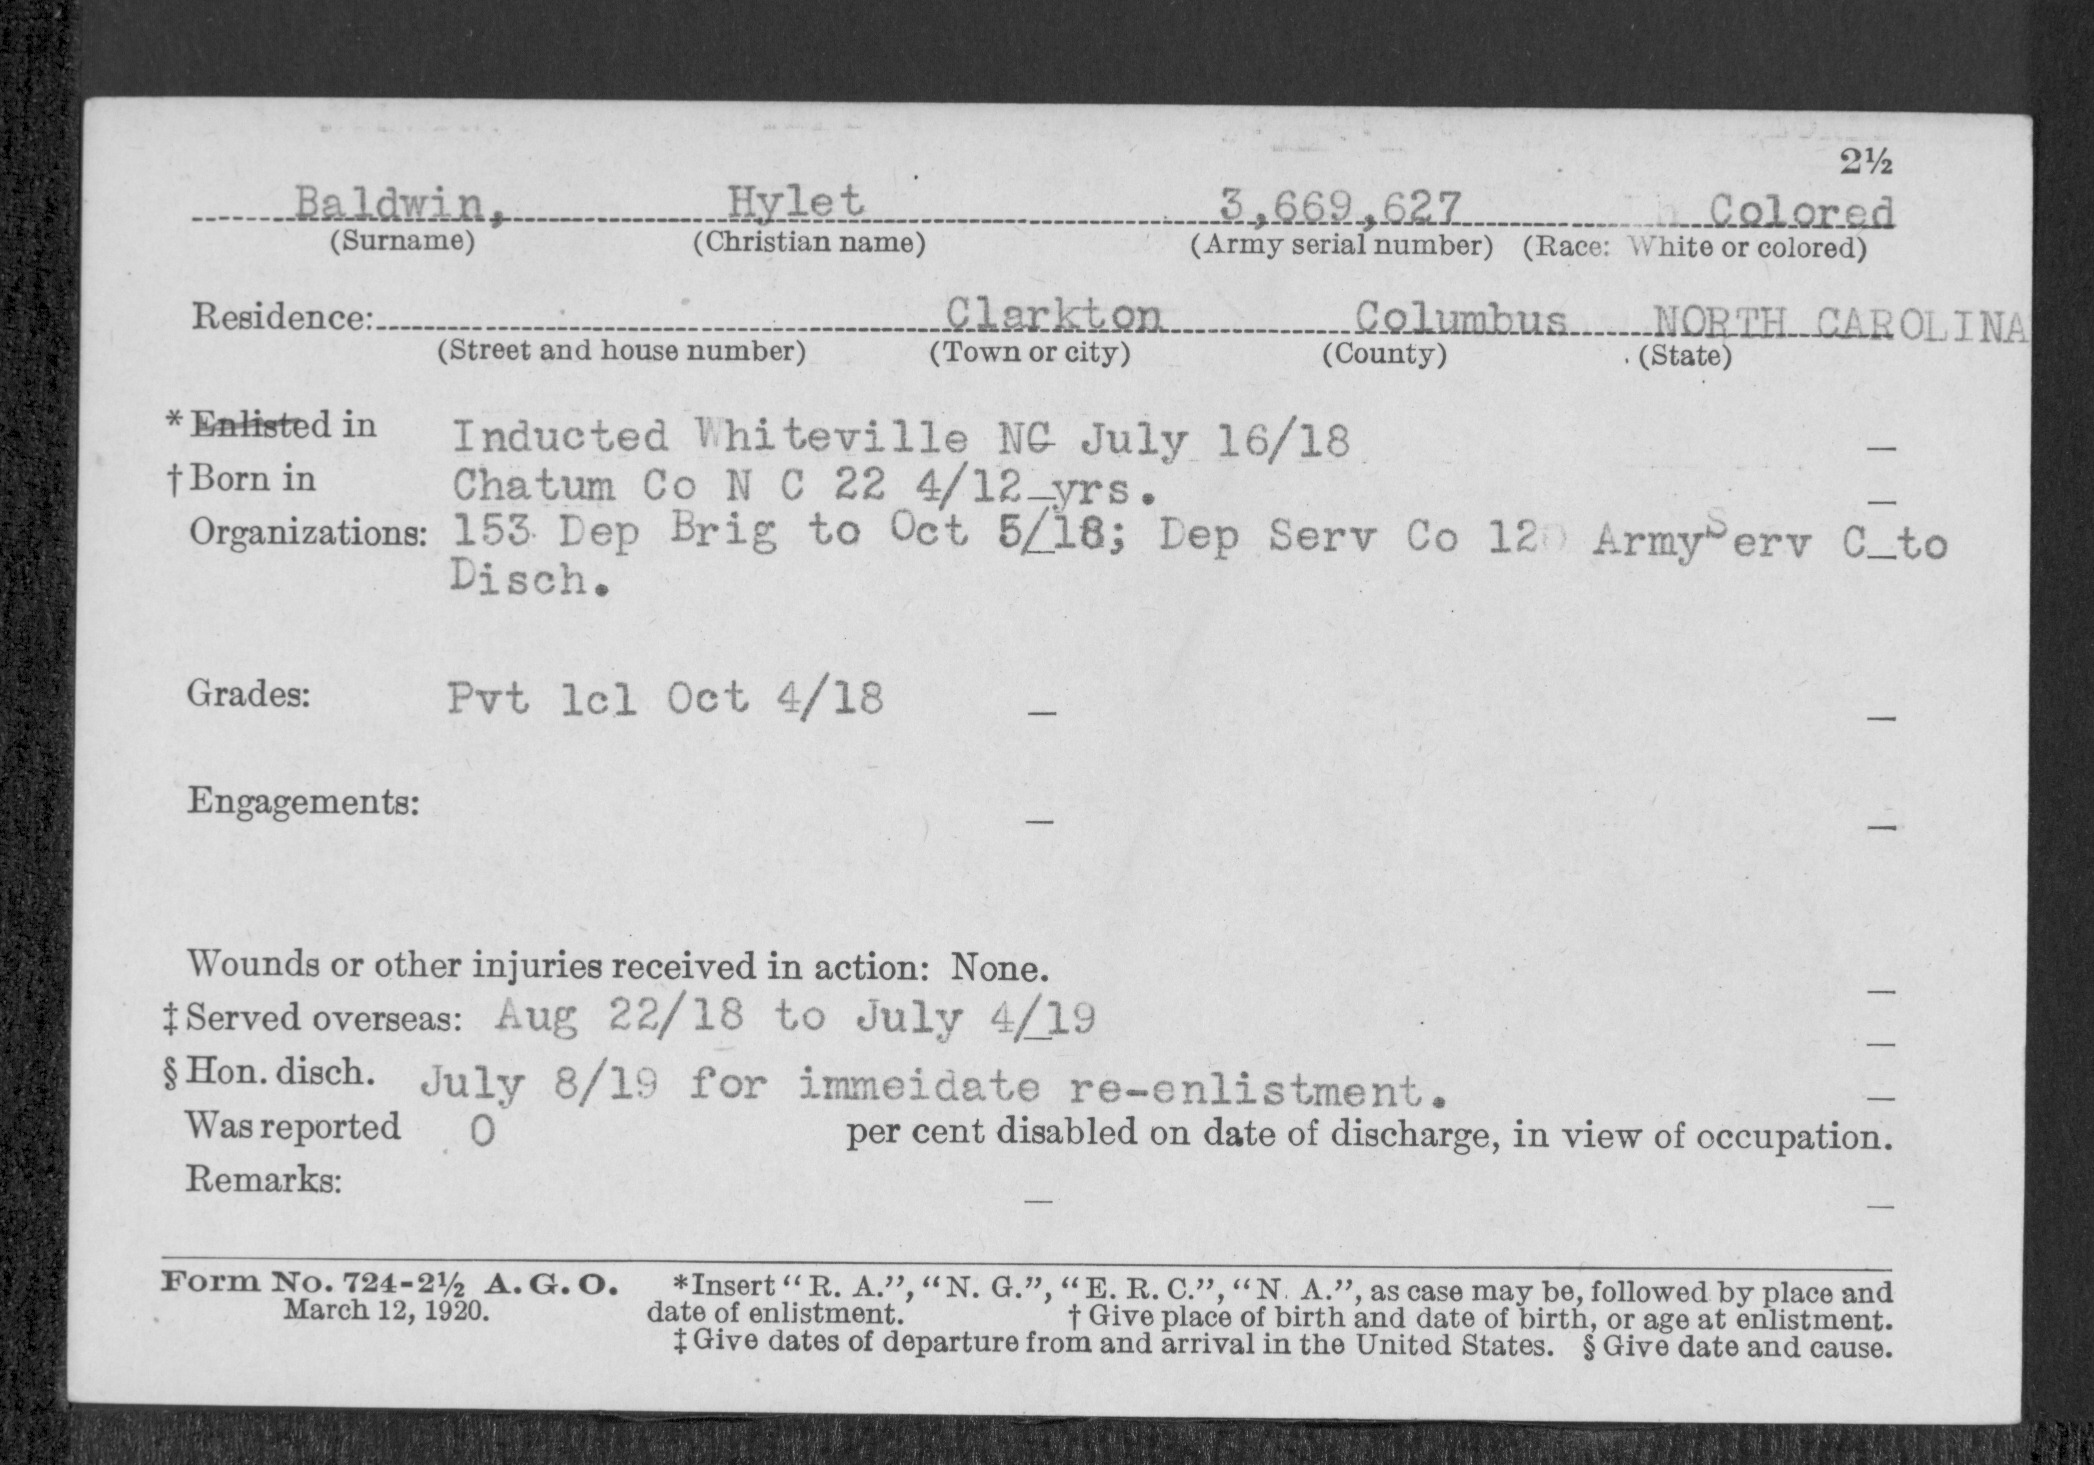 2½
Baldwin, Hylet 3,669,627 Colored
(Surname) (Christian name) (Army serial number) (Race: White or colored)
Residence: Clarkton Columbus NORTH CAROLINA
(Street and house number) (Town or city) (County) (State)
* Enlisted in Inducted Whiteville NC July 16/18 –
† Born in Chatum Co N C 22 4/12 yrs. –
Organizations: 153 Dep Brig to Oct 5/18; Dep Serv Co 120 Army Serv C to
Disch.
Grades: Pvt 1cl Oct 4/18 – –
Engagements: – –
Wounds or other injuries received in action: None. –
‡ Served overseas: Aug 22/18 to July 4/19 –
§ Hon. disch. July 8/19 for immeidate re-enlistment. –
Was reported 0 per cent disabled on date of discharge, in view of occupation.
Remarks: – –
Form No. 724-2½ A. G. O. *Insert "R. A.", "N. G.", "E. R. C.", "N. A.", as case may be, followed by place and
March 12, 1920. date of enlistment. † Give place of birth and date of birth, or age at enlistment.
‡ Give dates of departure from and arrival in the United States. § Give date and cause.